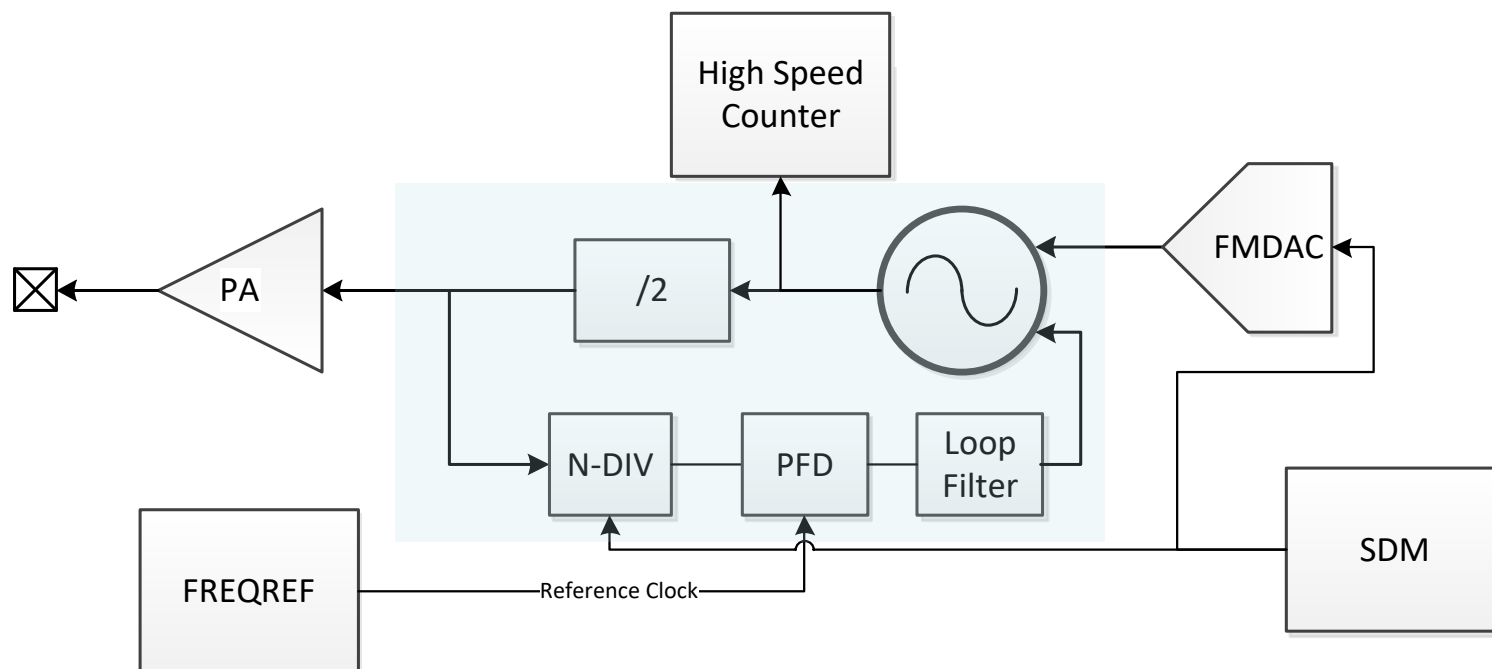 High Speed
Counter
FMDAC
PA
/2
N-DIV
PFD
Loop
Filter
SDM
FREQREF
Reference Clock